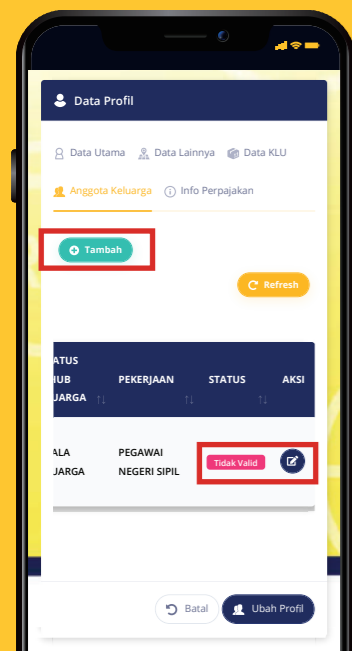 Data Profil
Data Utama Data Lainnya Data KLU
Anggota Keluarga Info Perpajakan
Tambah
Refresh
ATUS
HUB PEKERJAAN STATUS AKSI
UARGA
ALA PEGAWAI Tidak Valid
UARGA NEGERI SIPIL
Batal Ubah Profil